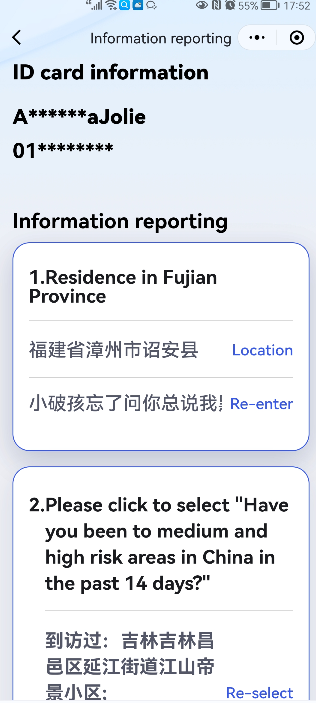 55% 17:52
Information reporting
ID card information
A******aJolie
01********
Information reporting
1.Residence in Fujian
Province
福建省漳州市诏安县 Location
小破孩忘了问你总说我 Re-enter
2.Please click to select "Have
you been to medium and
high risk areas in China in
the past 14 days?"
到访过：吉林吉林昌
邑区延江街道江山帝
景小区; Re-select